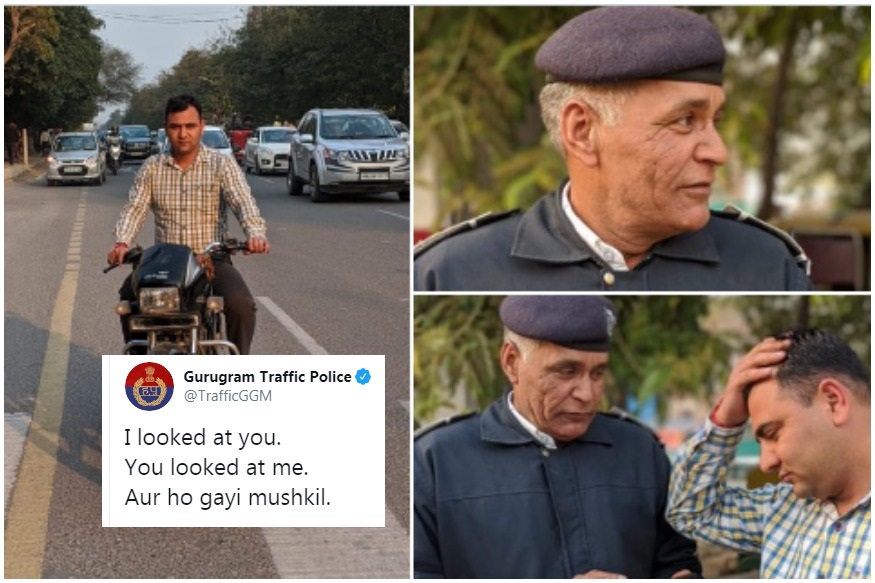 Gurugram Traffic Police
@TrafficGGM
I looked at you.
You looked at me.
Aur ho gayi mushkil.